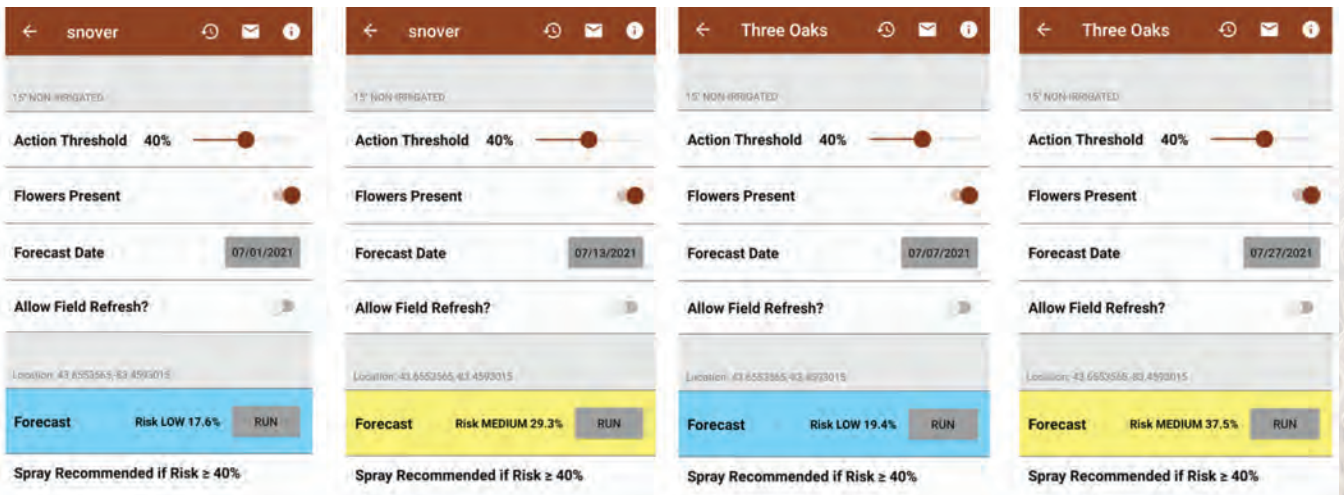 snover
15" NON-IRRIGATED
Action Threshold 40%
Flowers Present
Forecast Date 07/01/2021
Allow Field Refresh?
Location: 43.6553565,-83.4593015
Forecast Risk LOW 17.6% RUN
Spray Recommended if Risk ≥ 40%
snover
15" NON-IRRIGATED
Action Threshold 40%
Flowers Present
Forecast Date 07/13/2021
Allow Field Refresh?
Location: 43.6553565,-83.4593015
Forecast Risk MEDIUM 29.3% RUN
Spray Recommended if Risk ≥ 40%
Three Oaks
15" NON-IRRIGATED
Action Threshold 40%
Flowers Present
Forecast Date 07/07/2021
Allow Field Refresh?
Location: 43.6553565,-83.4593015
Forecast Risk LOW 19.4% RUN
Spray Recommended if Risk ≥ 40%
Three Oaks
15" NON-IRRIGATED
Action Threshold 40%
Flowers Present
Forecast Date 07/27/2021
Allow Field Refresh?
Location: 43.6553565,-83.4593015
Forecast Risk MEDIUM 37.5% RUN
Spray Recommended if Risk ≥ 40%